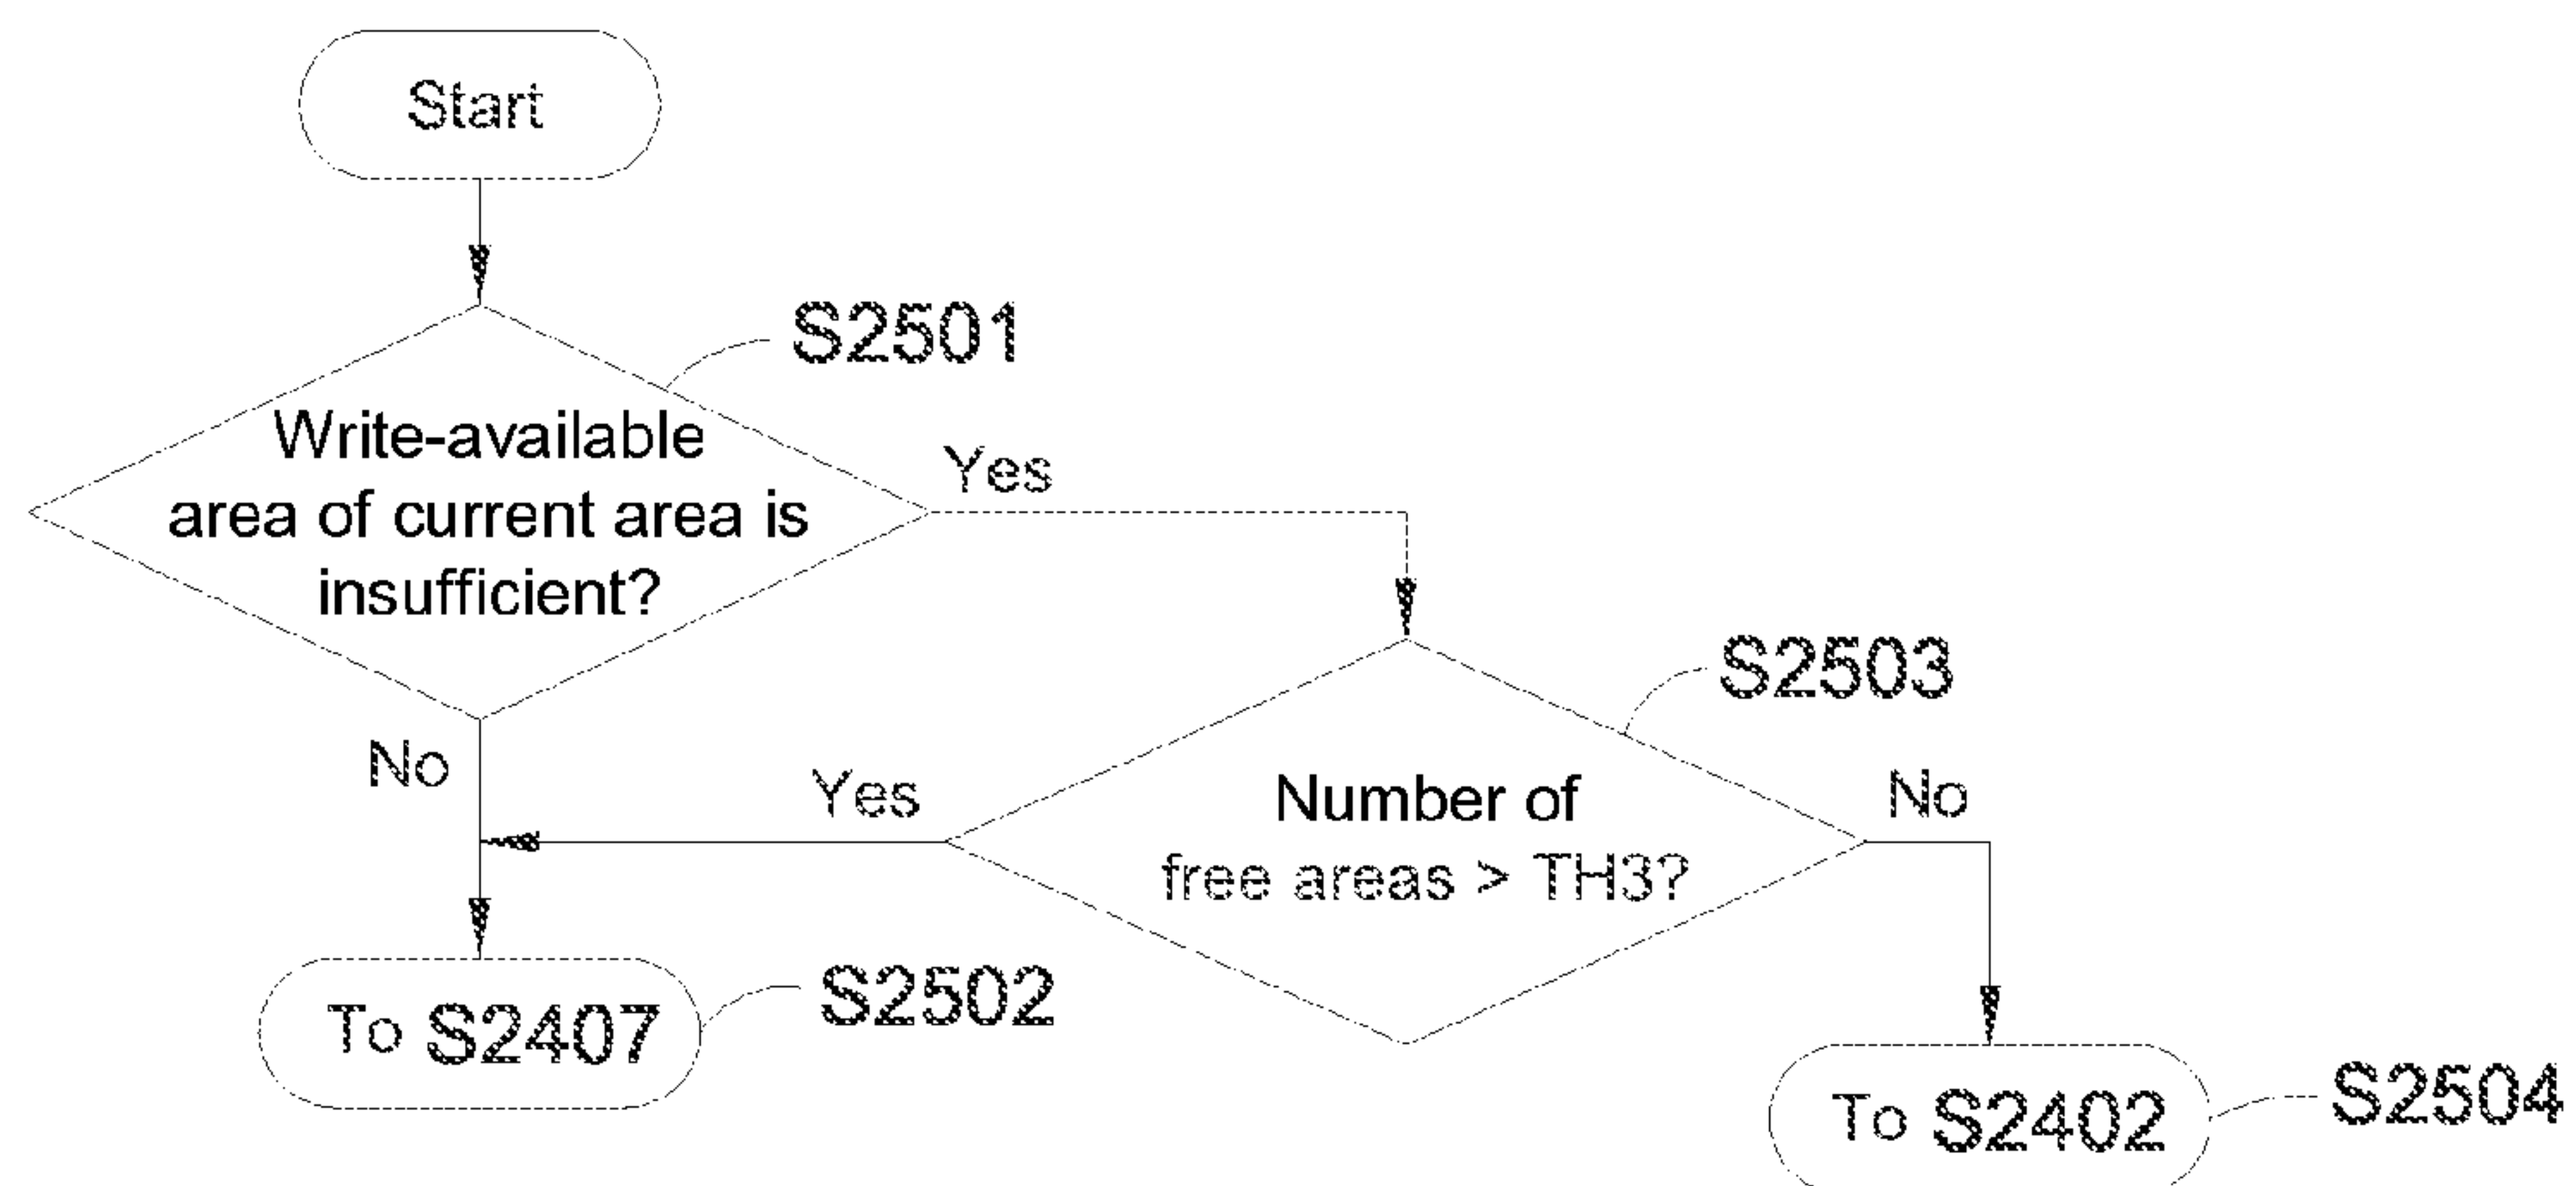 Start
S2501
Write-available
area of current area is
insufficient?
Yes
S2503
No
Yes
Number of
free areas > TH3?
No
To S2407
S2502
To S2402
S2504